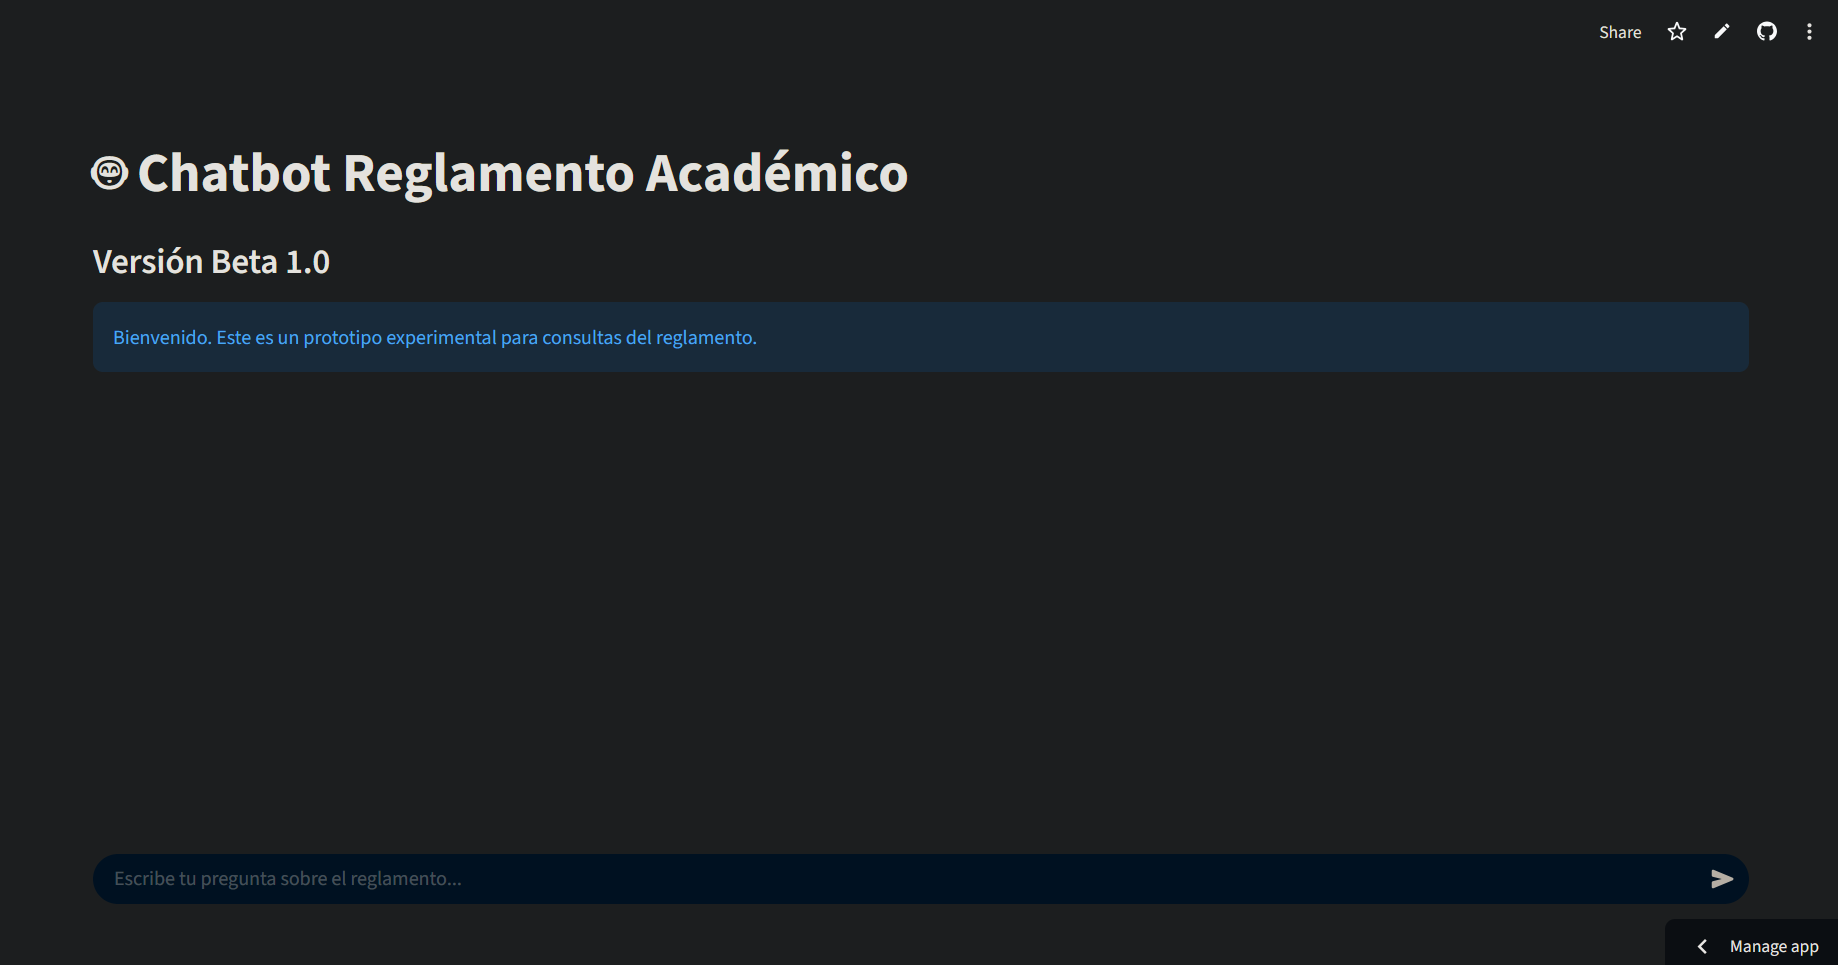 Share
Chatbot Reglamento Académico
Versión Beta 1.0
Bienvenido. Este es un prototipo experimental para consultas del reglamento.
Escribe tu pregunta sobre el reglamento...
Manage app